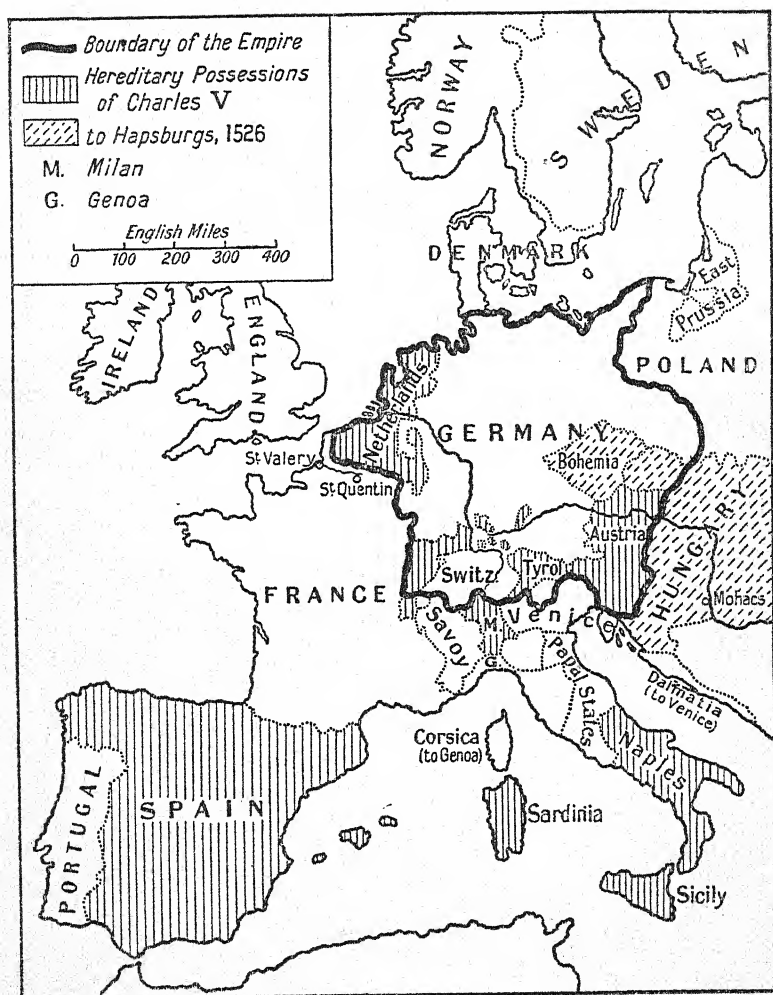 Boundary of the Empire
Hereditary Possessions
of Charles V
to Hapsburgs, 1526
M. Milan
G. Genoa
English Miles
0 100 200 300 400
NORWAY
SWEDEN
DENMARK
East
Prussia
IRELAND
ENGLAND
POLAND
Netherlands
GERMANY
St Valery
St Quentin
Bohemia
Austria
HUNGARY
Switz
Tyrol
Mohacs
FRANCE
Savoy
M
Venice
G
Papal States
Dalmatia
(to Venice)
Corsica
(to Genoa)
Naples
PORTUGAL
SPAIN
Sardinia
Sicily